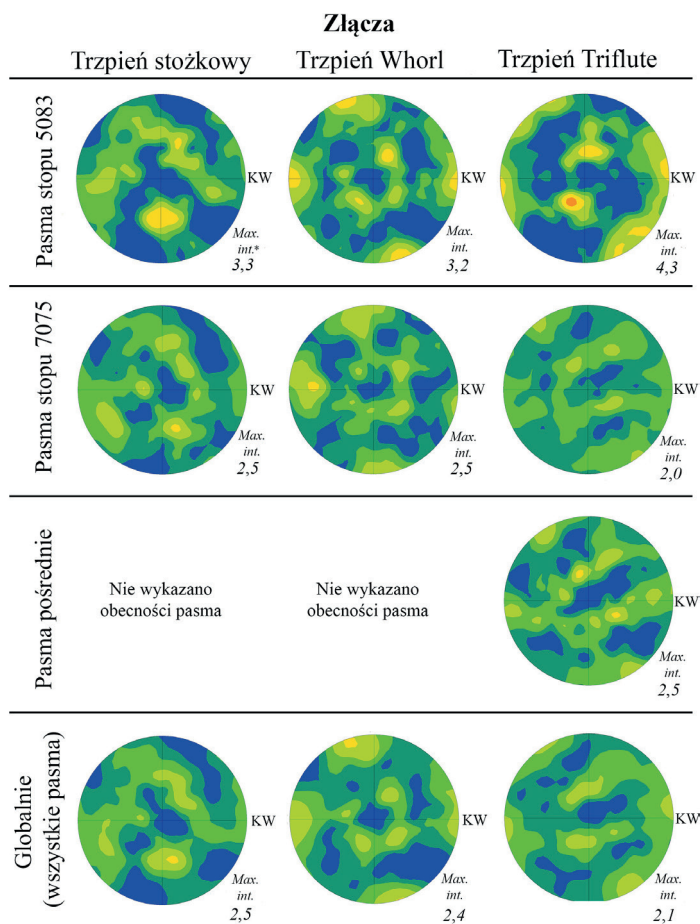 Złącza
Trzpień stożkowy Trzpień Whorl Trzpień Triflute
Pasma stopu 5083
KW KW KW
Max. int.* 3,3
Max. int. 3,2
Max. int. 4,3
Pasma stopu 7075
KW KW KW
Max. int. 2,5
Max. int. 2,5
Max. int. 2,0
Pasma pośrednie
Nie wykazano
obecności pasma
Nie wykazano
obecności pasma
KW
Max. int. 2,5
Globalnie
(wszystkie pasma)
KW KW KW
Max. int. 2,5
Max. int. 2,4
Max. int. 2,1